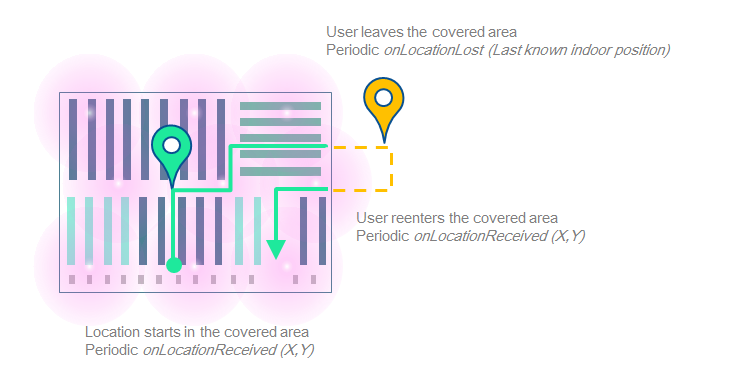 User leaves the covered area
Periodic onLocationLost (Last known indoor position)
User reenters the covered area
Periodic onLocationReceived (X,Y)
Location starts in the covered area
Periodic onLocationReceived (X,Y)